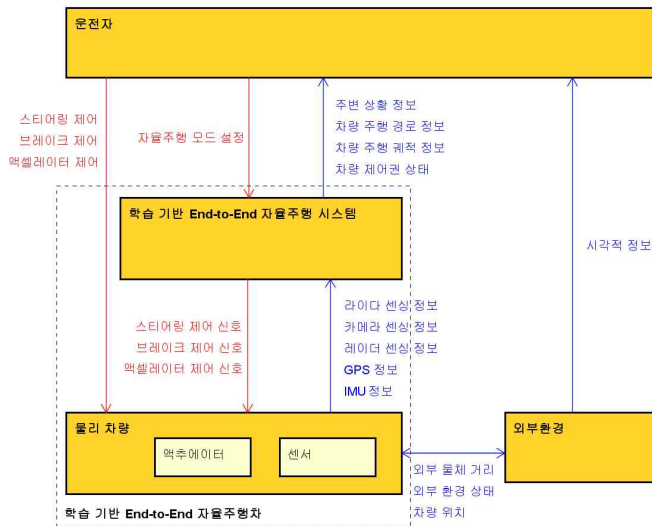 운전자
스티어링 제어
브레이크 제어
액셀레이터 제어
자율주행 모드 설정
주변 상황 정보
차량 주행 경로 정보
차량 주행 궤적 정보
차량 제어권 상태
학습 기반 End-to-End 자율주행 시스템
시각적 정보
스티어링 제어 신호
브레이크 제어 신호
액셀레이터 제어 신호
라이다 센싱 정보
카메라 센싱 정보
레이더 센싱 정보
GPS 정보
IMU 정보
물리 차량
액추에이터
센서
외부환경
외부 물체 거리
외부 환경 상태
차량 위치
학습 기반 End-to-End 자율주행차